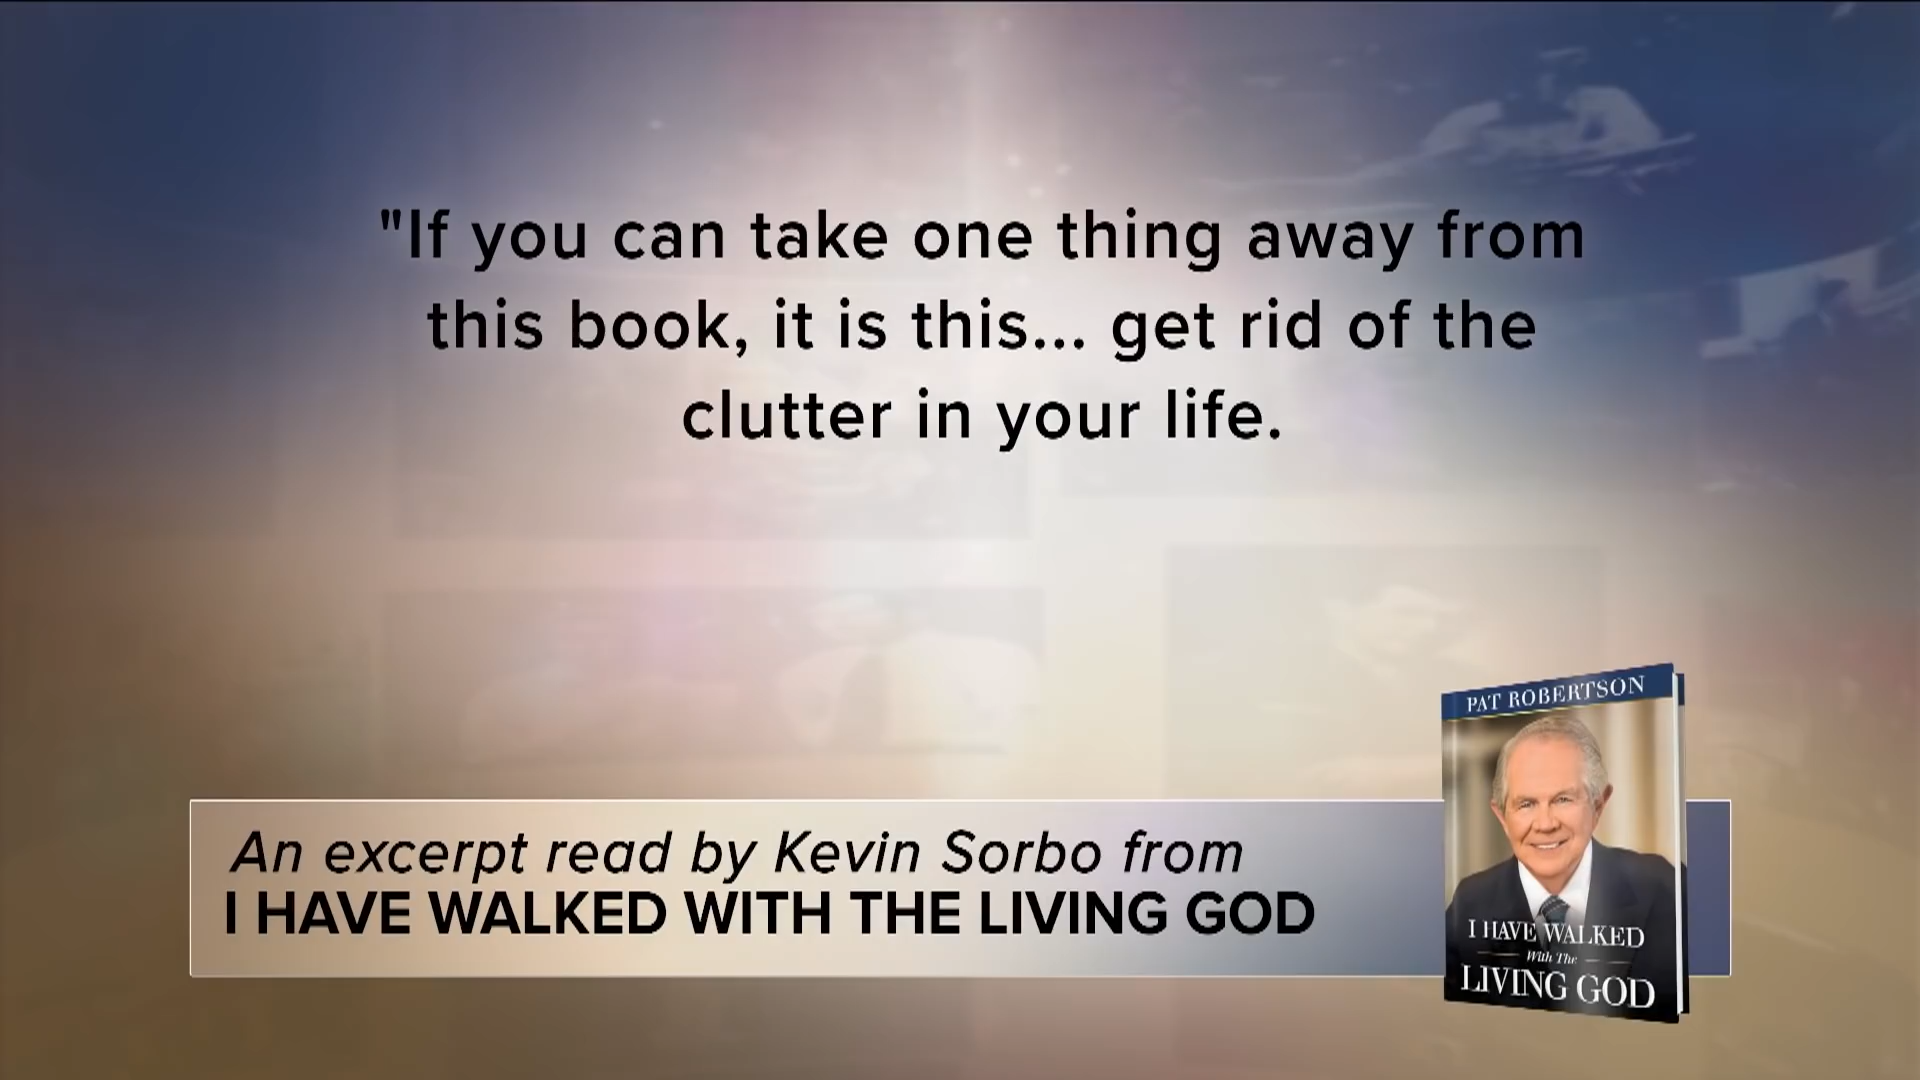 "If you can take one thing away from
this book, it is this... get rid of the
clutter in your life.
An excerpt read by Kevin Sorbo from
I HAVE WALKED WITH THE LIVING GOD
PAT ROBERTSON
I HAVE WALKED
With The
LIVING GOD